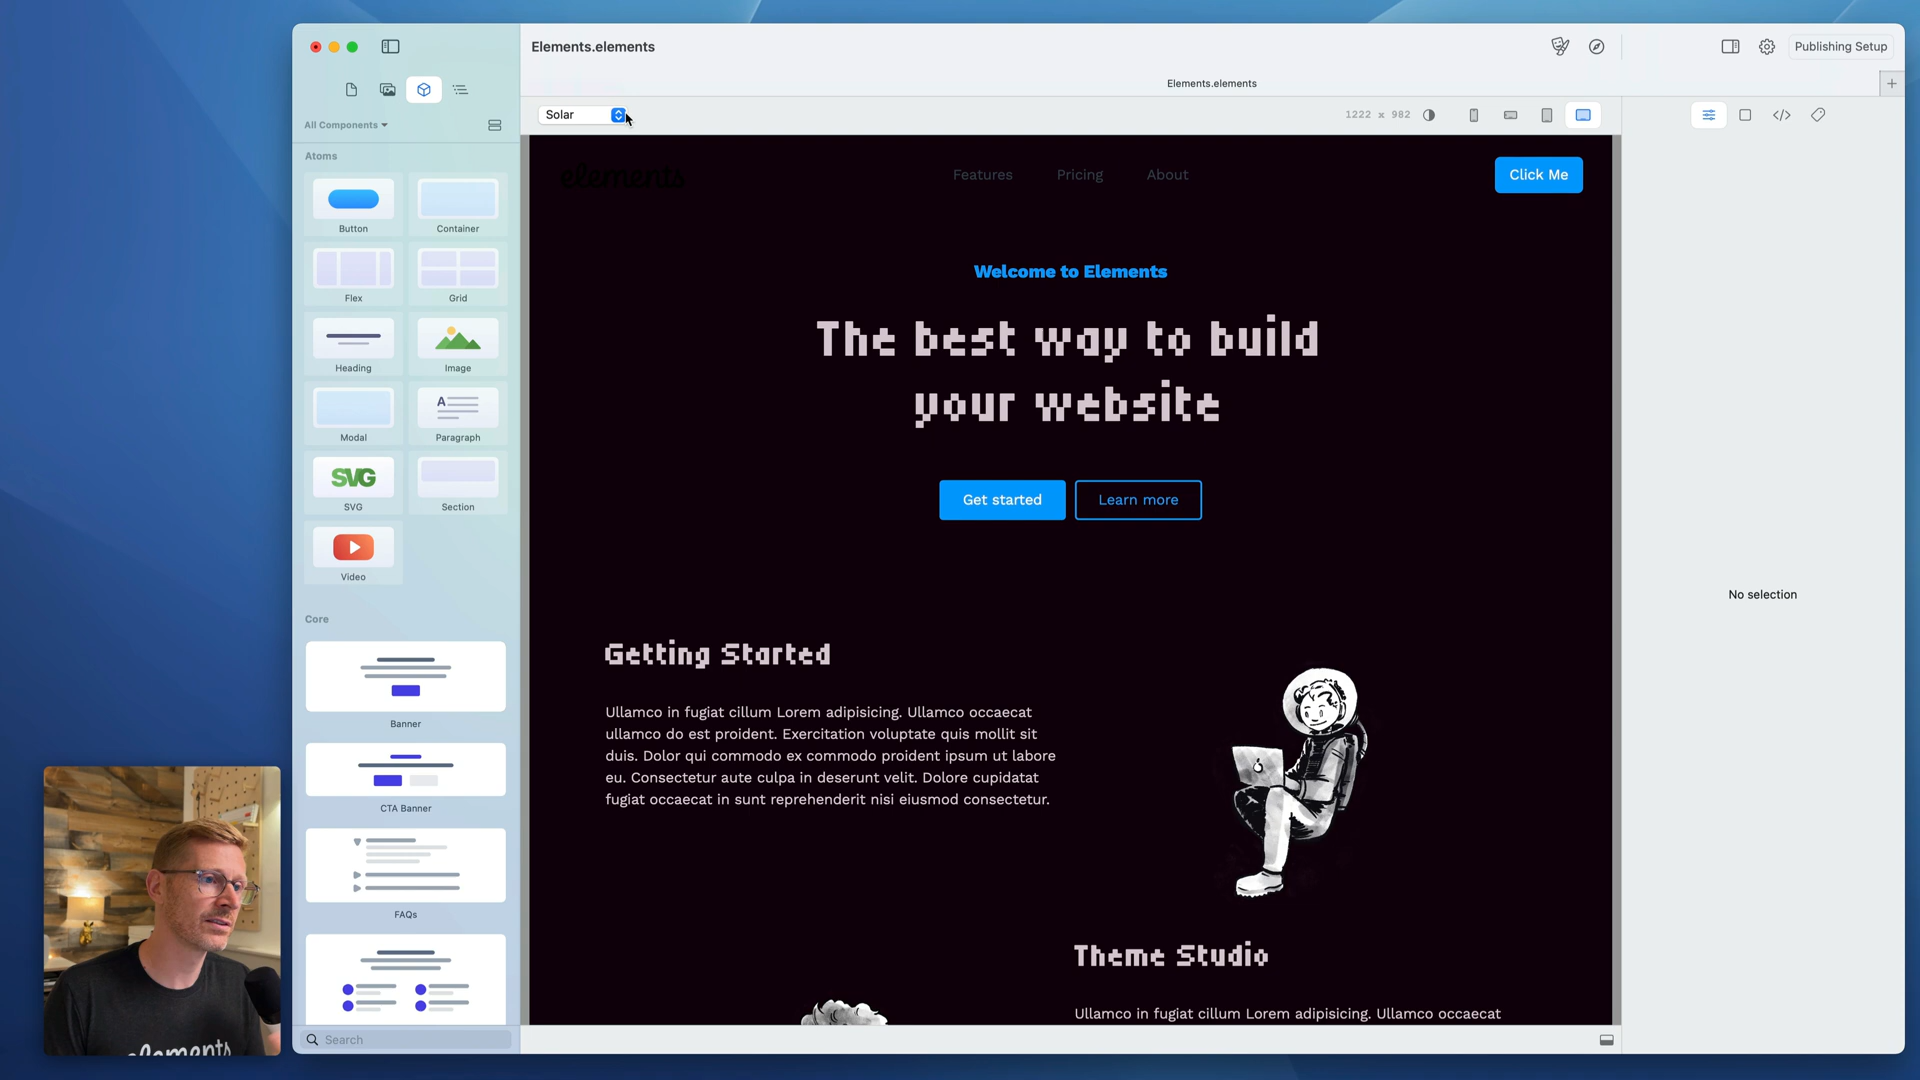 Elements.elements
Publishing Setup
Elements.elements
All Components
Solar
1222 x 982
Atoms
Button
Container
Flex
Grid
Heading
Image
Modal
A
Paragraph
SVG
SVG
Section
Video
Core
Banner
CTA Banner
FAQs
Search
elements
Features
Pricing
About
Click Me
Welcome to Elements
The best way to build
your website
Get started
Learn more
Getting Started
Ullamco in fugiat cillum Lorem adipisicing. Ullamco occaecat
ullamco do est proident. Exercitation voluptate quis mollit sit
duis. Dolor qui commodo ex commodo proident ipsum ut labore
eu. Consectetur aute culpa in deserunt velit. Dolore cupidatat
fugiat occaecat in sunt reprehenderit nisi eiusmod consectetur.
Theme Studio
Ullamco in fugiat cillum Lorem adipisicing. Ullamco occaecat
No selection
elements